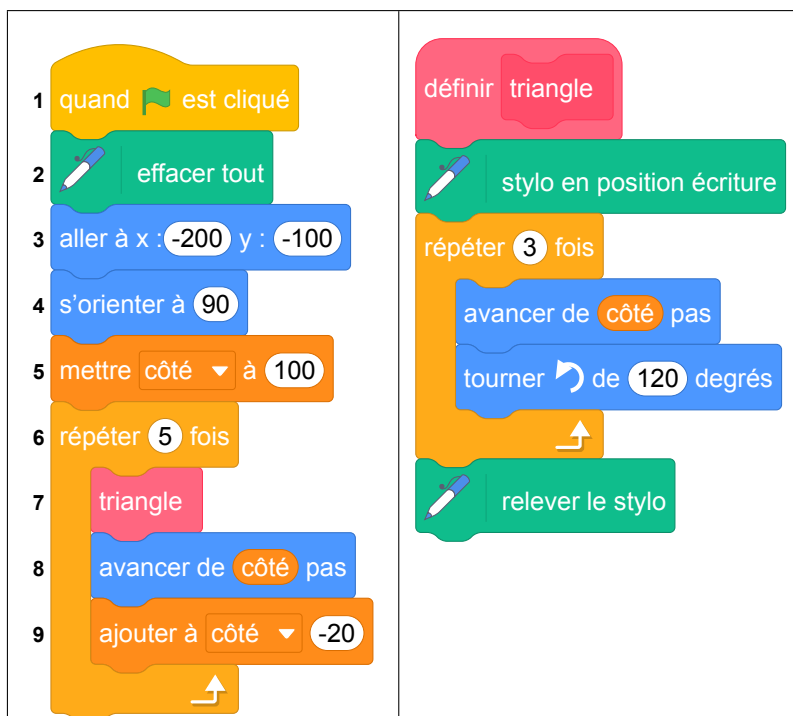 1 quand est cliqué
2 effacer tout
3 aller à x : -200 y : -100
4 s’orienter à 90
5 mettre côté à 100
6 répéter 5 fois
7 triangle
8 avancer de côté pas
9 ajouter à côté -20
définir triangle
stylo en position écriture
répéter 3 fois
avancer de côté pas
tourner de 120 degrés
relever le stylo